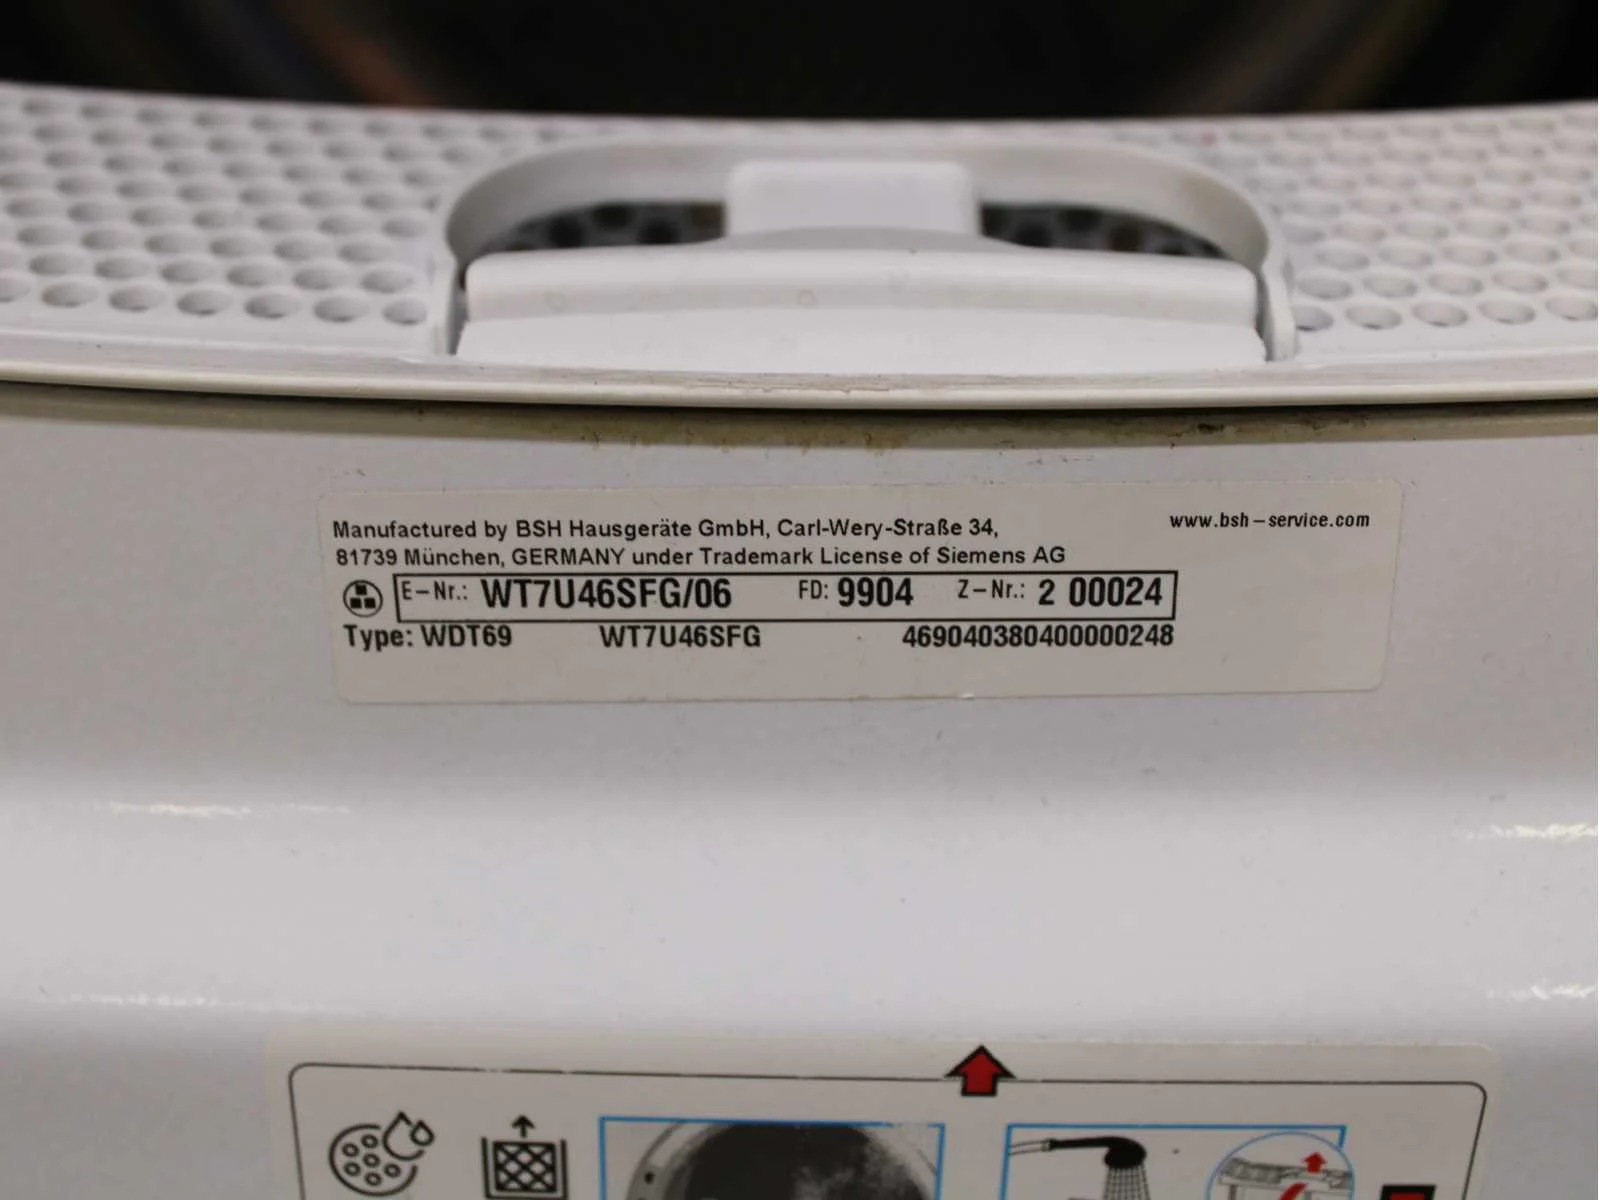 Manufactured by BSH Hausgeräte GmbH, Carl-Wery-Straße 34,
www.bsh-service.com
81739 München, GERMANY under Trademark License of Siemens AG
E-Nr.: WT7U46SFG/06 FD: 9904 Z-Nr.: 2 00024
Type: WDT69 WT7U46SFG 469040380400000248